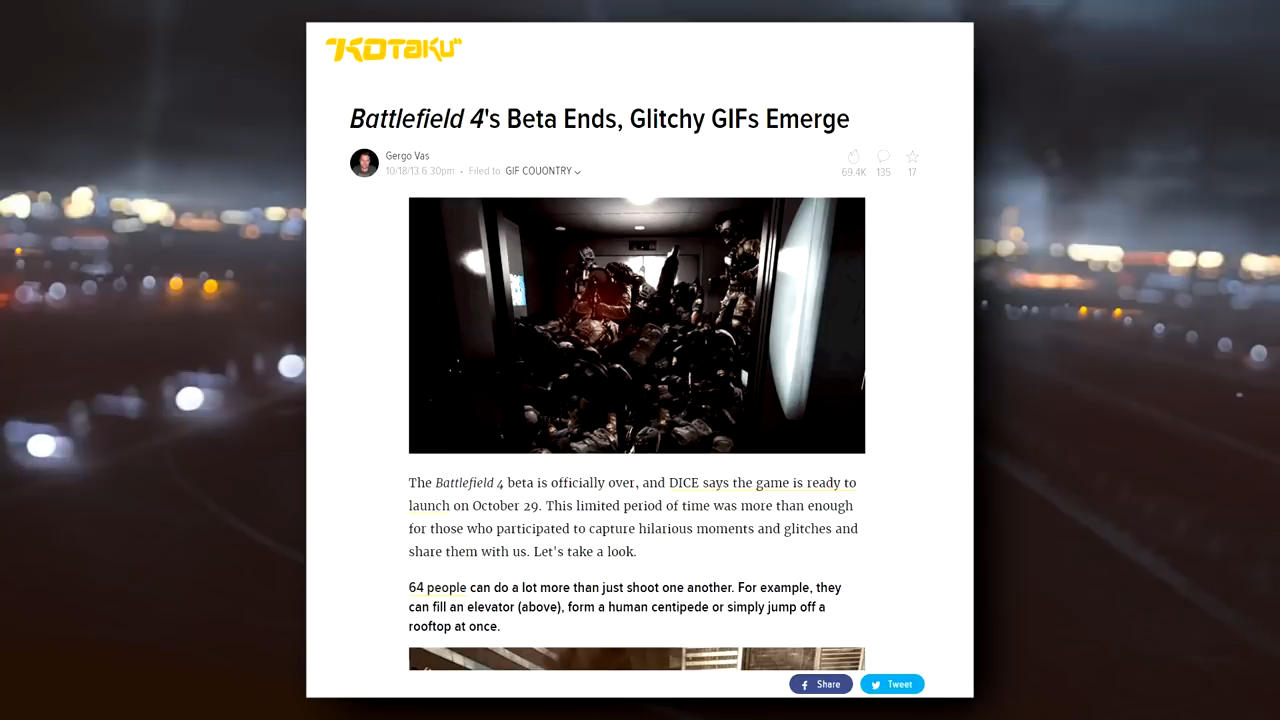 "KOTAKU"
Battlefield 4's Beta Ends, Glitchy GIFs Emerge
Gergo Vas
10/18/13 6:30pm • Filed to GIF COUONTRY
69.4K 135 17
The Battlefield 4 beta is officially over, and DICE says the game is ready to
launch on October 29. This limited period of time was more than enough
for those who participated to capture hilarious moments and glitches and
share them with us. Let's take a look.
64 people can do a lot more than just shoot one another. For example, they
can fill an elevator (above), form a human centipede or simply jump off a
rooftop at once.
Share Tweet